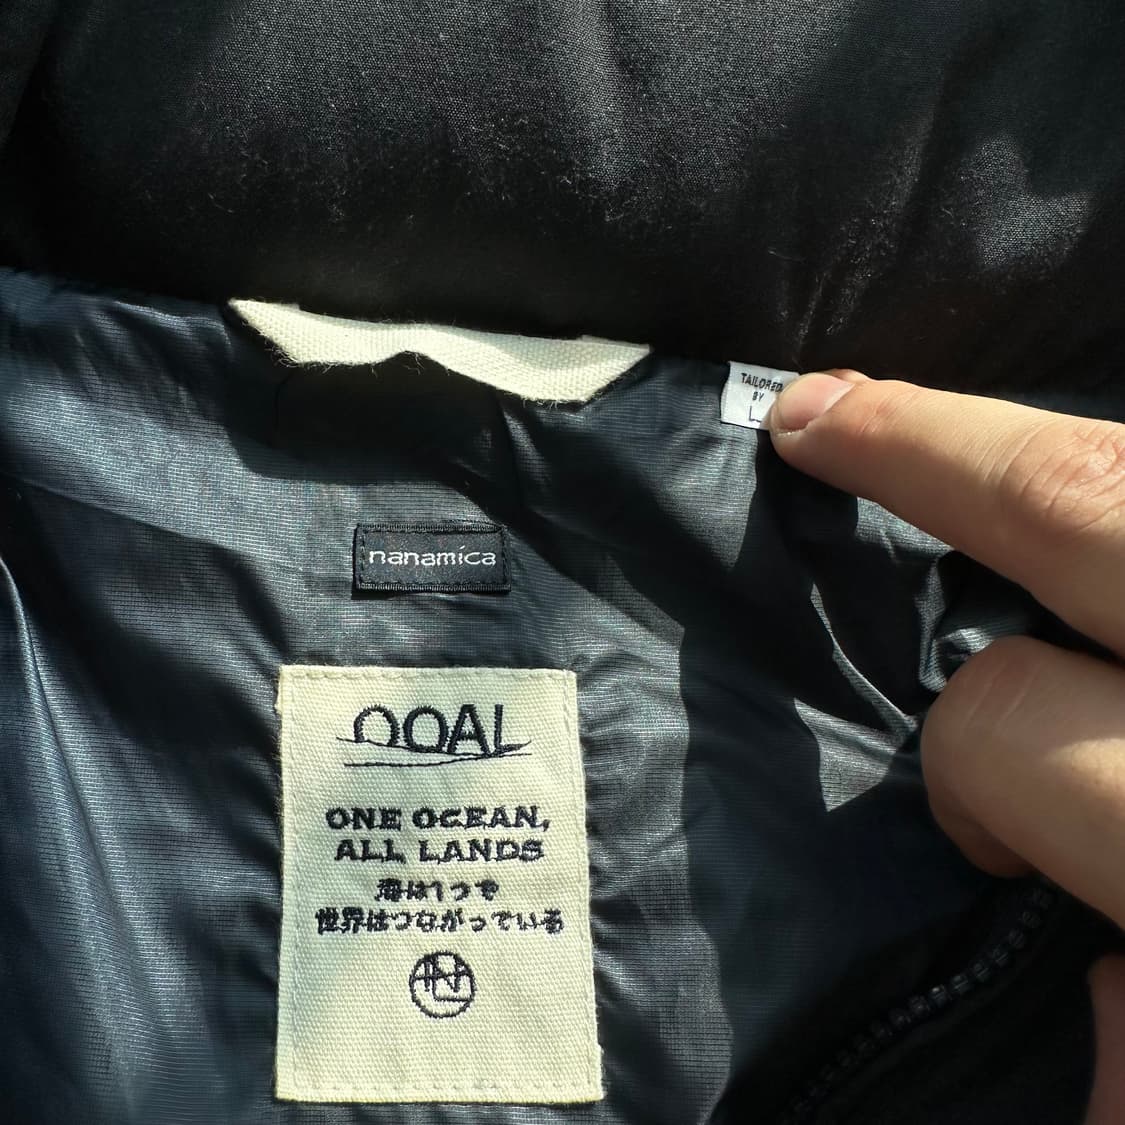 TAILORED
BY
L
nanamica
OOAL
ONE OCEAN,
ALL LANDS
海は1つで
世界はつながっている